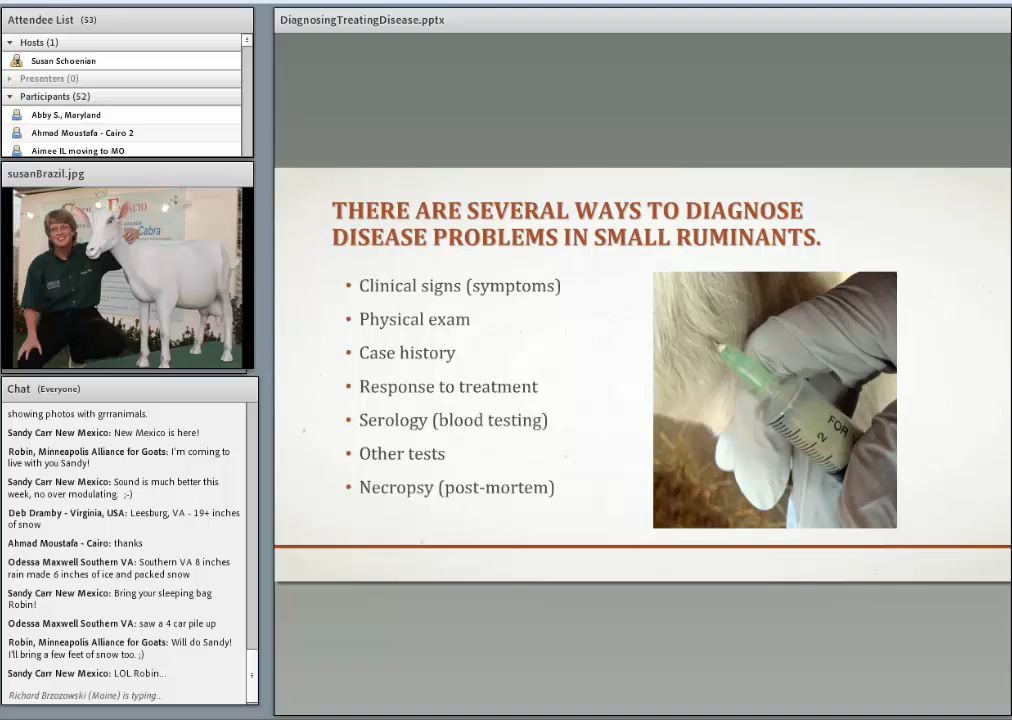 Attendee List (53)
Hosts (1)
Susan Schoenian
Presenters (0)
Participants (52)
Abby S., Maryland
Ahmad Moustafa - Cairo 2
Aimee IL moving to MO
susanBrazil.jpg
Cabra
Chat (Everyone)
showing photos with grrranimals.
Sandy Carr New Mexico: New Mexico is here!
Robin, Minneapolis Alliance for Goats: I'm coming to
live with you Sandy!
Sandy Carr New Mexico: Sound is much better this
week, no over modulating. ;-)
Deb Dramby - Virginia, USA: Leesburg, VA - 19+ inches
of snow
Ahmad Moustafa - Cairo: thanks
Odessa Maxwell Southern VA: Southern VA 8 inches
rain made 6 inches of ice and packed snow
Sandy Carr New Mexico: Bring your sleeping bag
Robin!
Odessa Maxwell Southern VA: saw a 4 car pile up
Robin, Minneapolis Alliance for Goats: Will do Sandy!
I'll bring a few feet of snow too. ;)
Sandy Carr New Mexico: LOL Robin...
Richard Brzozowski (Maine) is typing...
DiagnosingTreatingDisease.pptx
THERE ARE SEVERAL WAYS TO DIAGNOSE
DISEASE PROBLEMS IN SMALL RUMINANTS.
• Clinical signs (symptoms)
• Physical exam
• Case history
• Response to treatment
• Serology (blood testing)
• Other tests
• Necropsy (post-mortem)
FOR
2